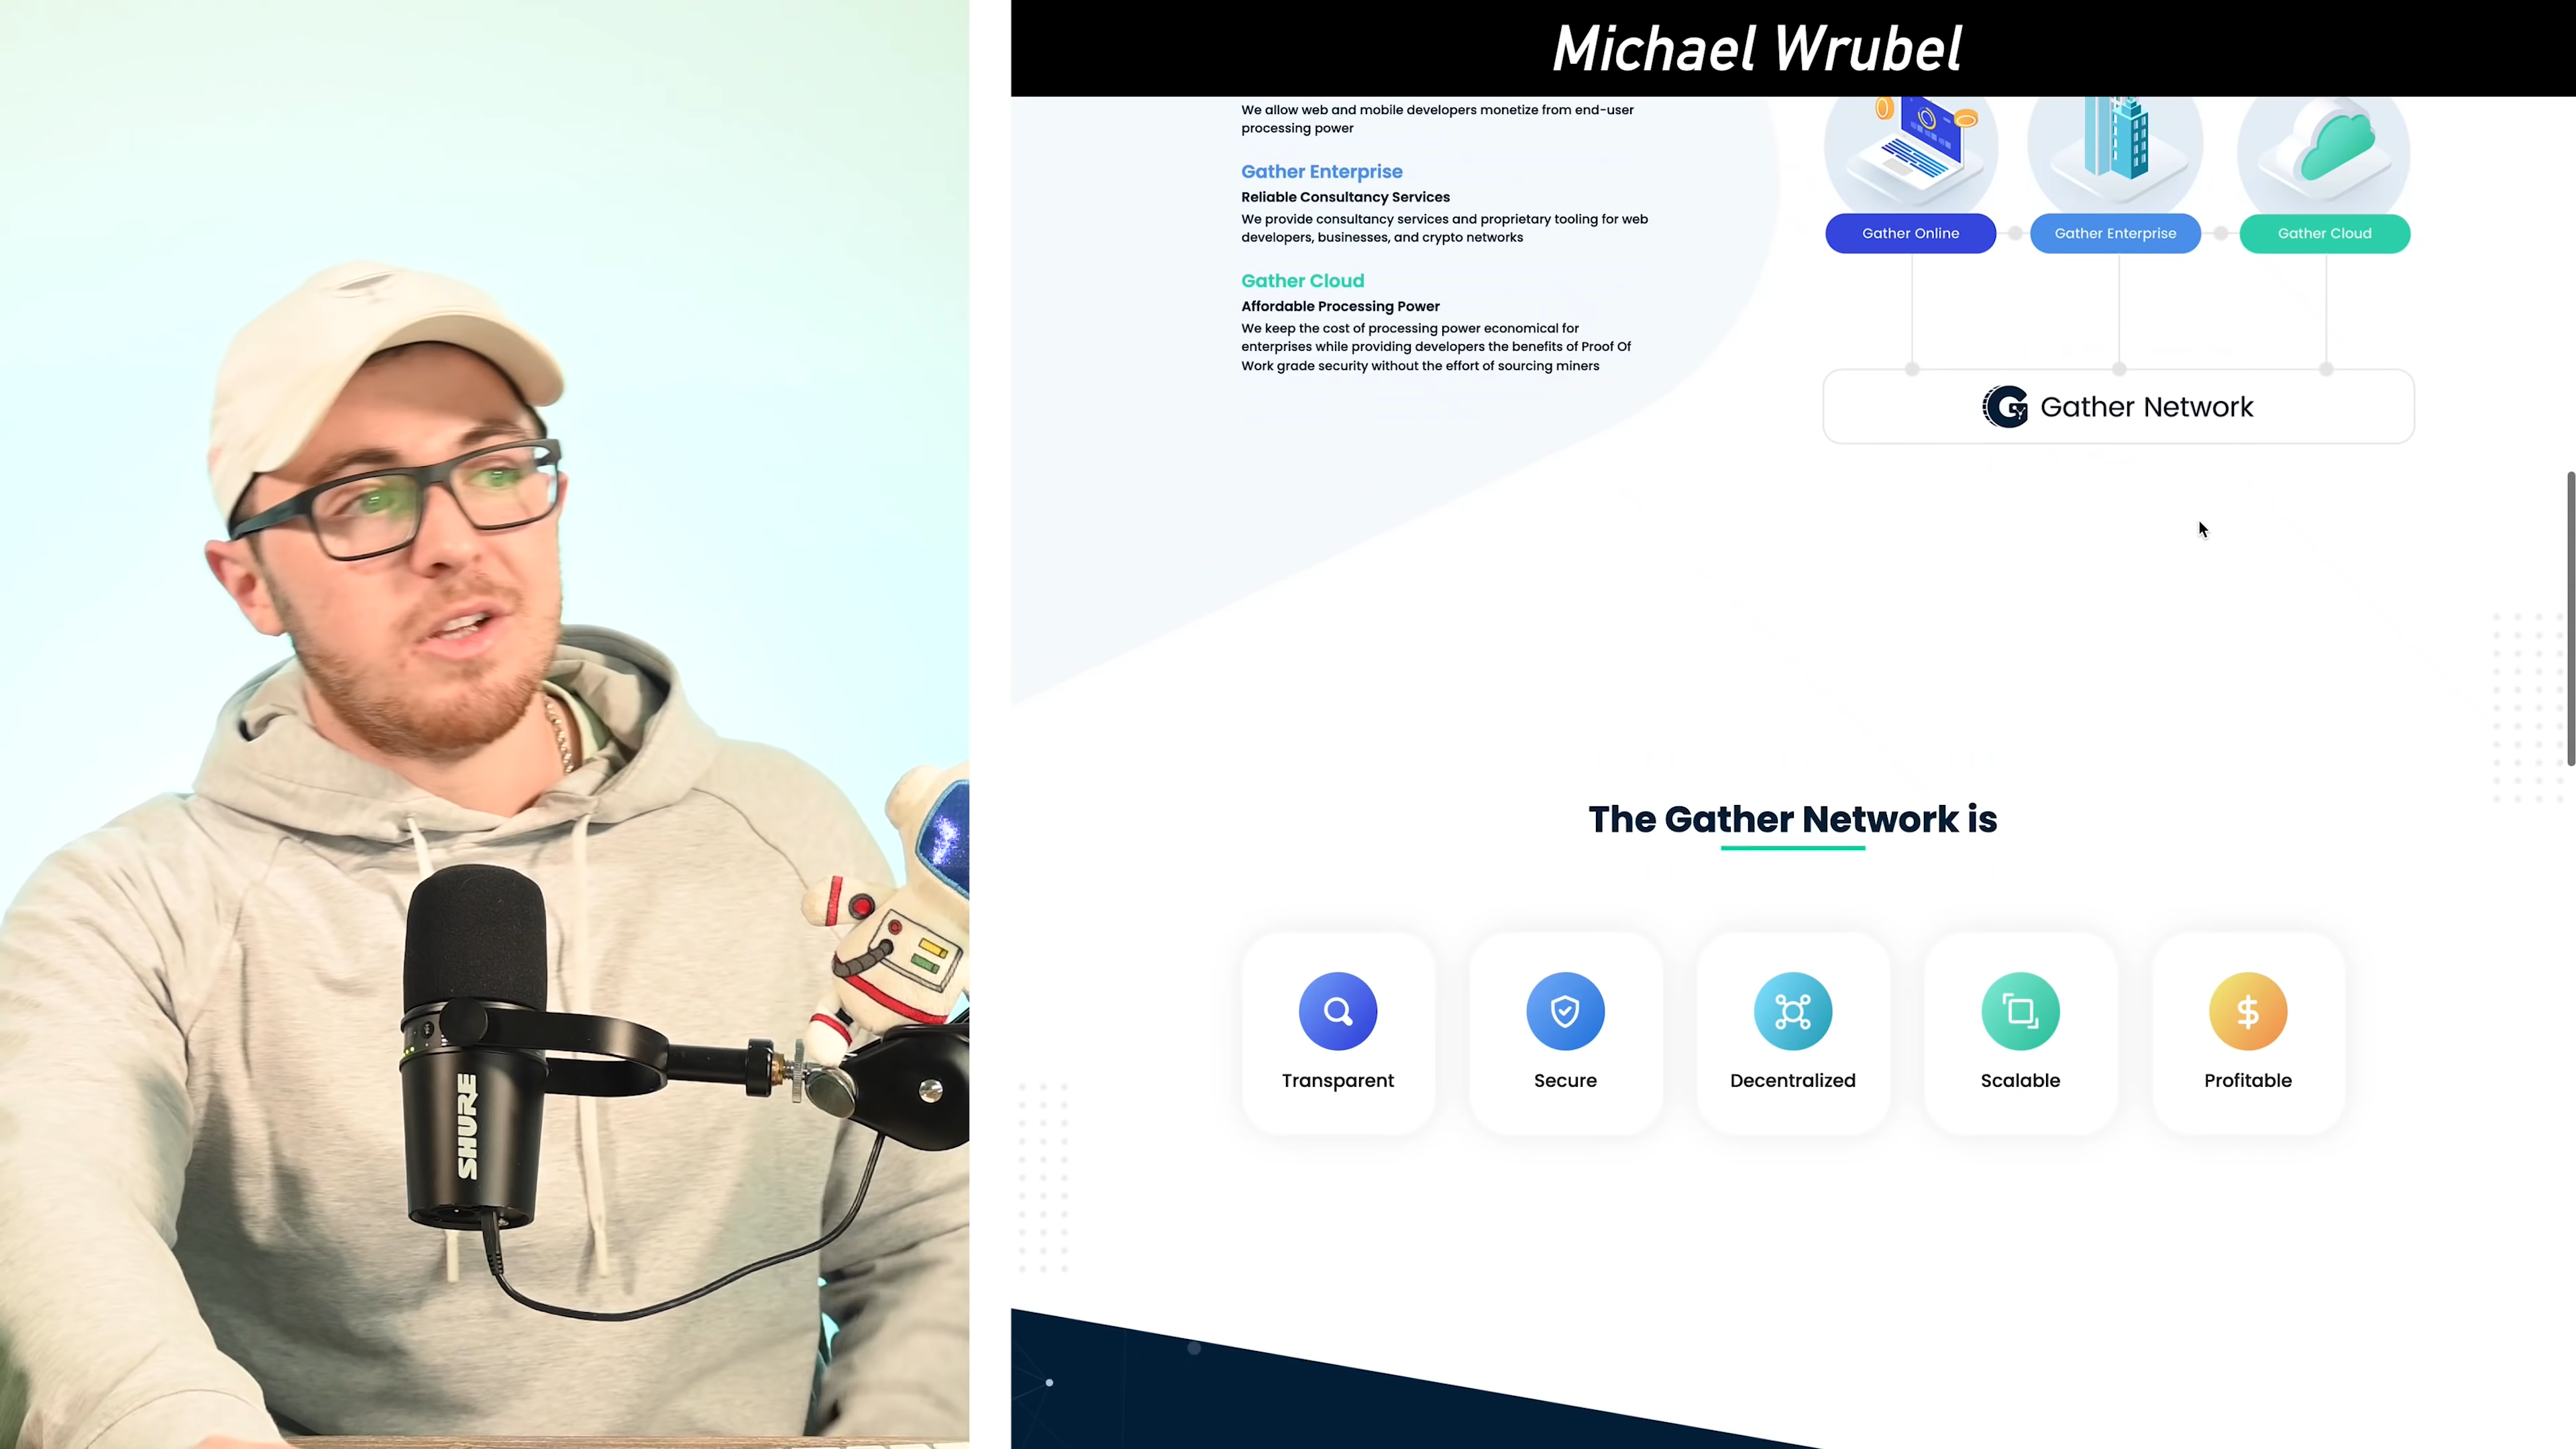 Michael Wrubel
We allow web and mobile developers monetize from end-user
processing power
Gather Enterprise
Reliable Consultancy Services
We provide consultancy services and proprietary tooling for web
developers, businesses, and crypto networks
Gather Cloud
Affordable Processing Power
We keep the cost of processing power economical for
enterprises while providing developers the benefits of Proof Of
Work grade security without the effort of sourcing miners
Gather Online
Gather Enterprise
Gather Cloud
Gather Network
The Gather Network is
Transparent
Secure
Decentralized
Scalable
Profitable
SHURE